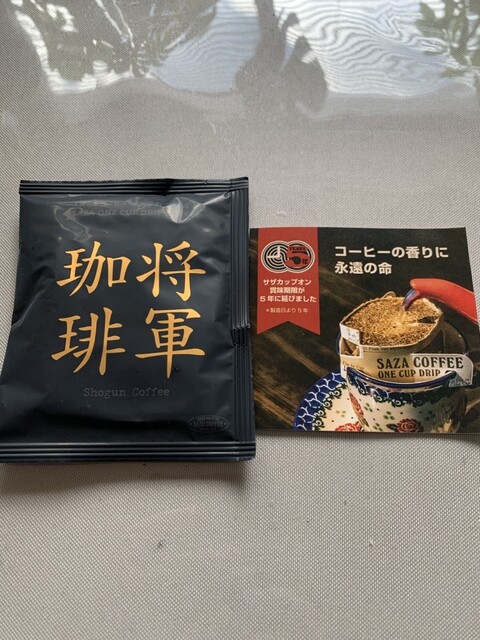 将軍
珈琲
Shogun Coffee
コーヒーの香りに
永遠の命
サザカップオン
賞味期限が
5年に延びました
*製造日より5年
SAZA COFFEE
ONE CUP DRIP